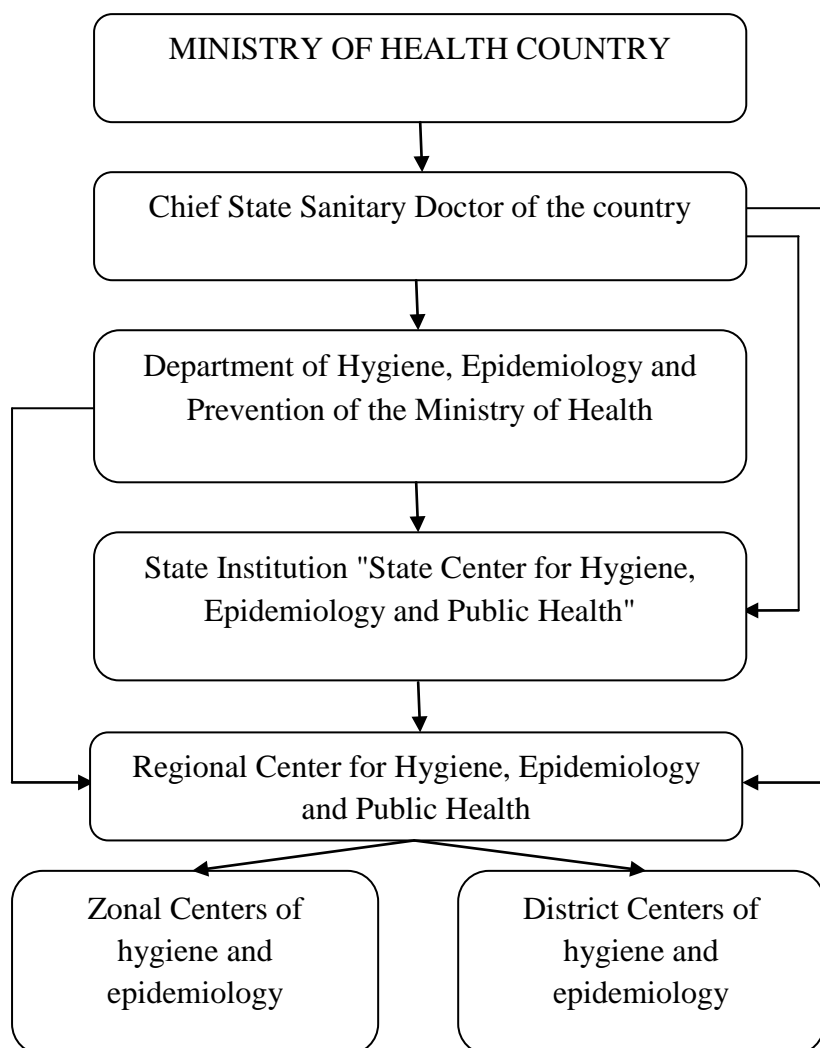 MINISTRY OF HEALTH COUNTRY
Chief State Sanitary Doctor of the country
Department of Hygiene, Epidemiology and
Prevention of the Ministry of Health
State Institution "State Center for Hygiene,
Epidemiology and Public Health"
Regional Center for Hygiene, Epidemiology
and Public Health
Zonal Centers of
hygiene and
epidemiology
District Centers of
hygiene and
epidemiology